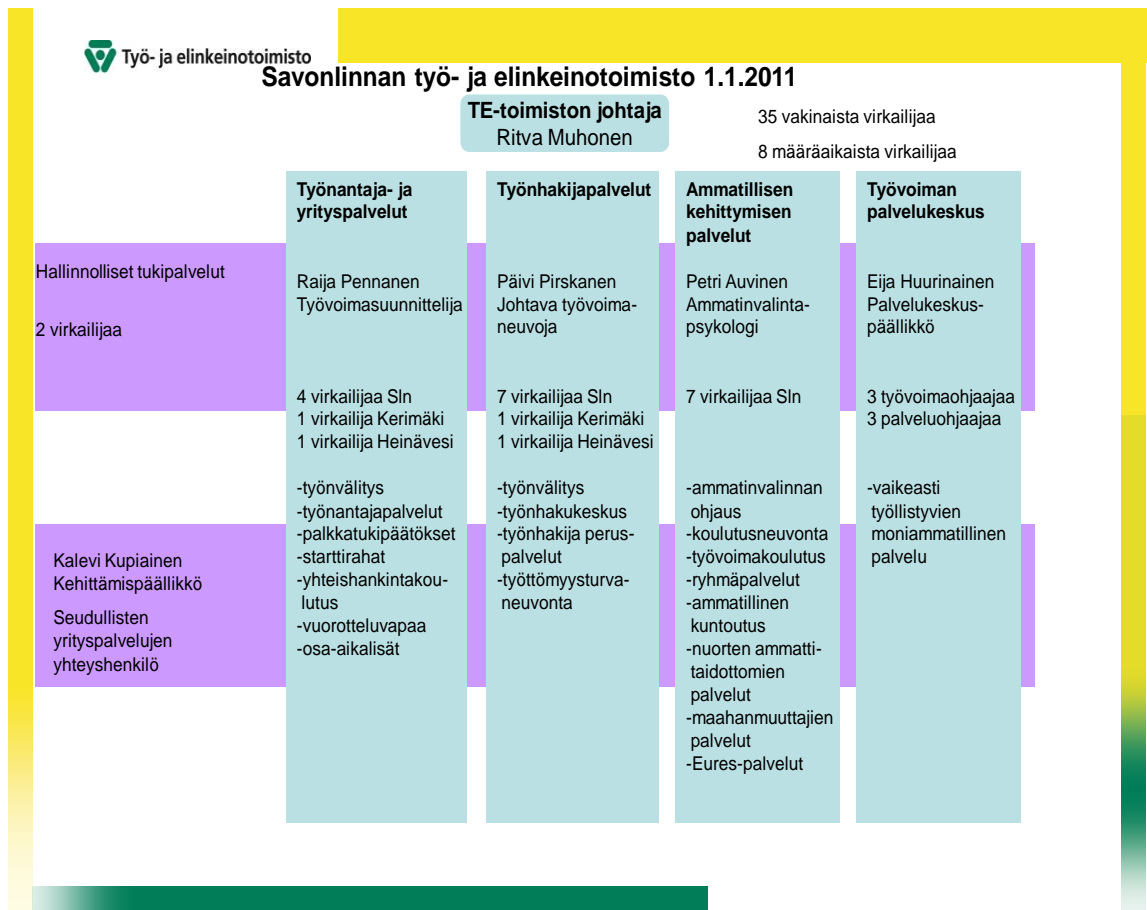 Työ- ja elinkeinotoimisto
Savonlinnan työ- ja elinkeinotoimisto 1.1.2011
TE-toimiston johtaja
Ritva Muhonen
35 vakinaista virkailijaa
8 määräaikaista virkailijaa
Hallinnolliset tukipalvelut
2 virkailijaa
Kalevi Kupiainen
Kehittämispäällikkö
Seudullisten
yrityspalvelujen
yhteyshenkilö
Työnantaja- ja
yrityspalvelut
Raija Pennanen
Työvoimasuunnittelija
4 virkailijaa Sln
1 virkailija Kerimäki
1 virkailija Heinävesi
-työnvälitys
-työnantajapalvelut
-palkkatukipäätökset
-starttirahat
-yhteishankintakou-
lutus
-vuorotteluvapaa
-osa-aikalisät
Työnhakijapalvelut
Päivi Pirskanen
Johtava työvoima-
neuvoja
7 virkailijaa Sln
1 virkailija Kerimäki
1 virkailija Heinävesi
-työnvälitys
-työnhakukeskus
-työnhakija perus-
palvelut
-työttömyysturva-
neuvonta
Ammatillisen
kehittymisen
palvelut
Petri Auvinen
Ammatinvalinta-
psykologi
7 virkailijaa Sln
-ammatinvalinnan
ohjaus
-koulutusneuvonta
-työvoimakoulutus
-ryhmäpalvelut
-ammatillinen
kuntoutus
-nuorten ammatti-
taidottomien
palvelut
-maahanmuuttajien
palvelut
-Eures-palvelut
Työvoiman
palvelukeskus
Eija Huurinainen
Palvelukeskus-
päällikkö
3 työvoimaohjaajaa
3 palveluohjaajaa
-vaikeasti
työllistyvien
moniammatillinen
palvelu